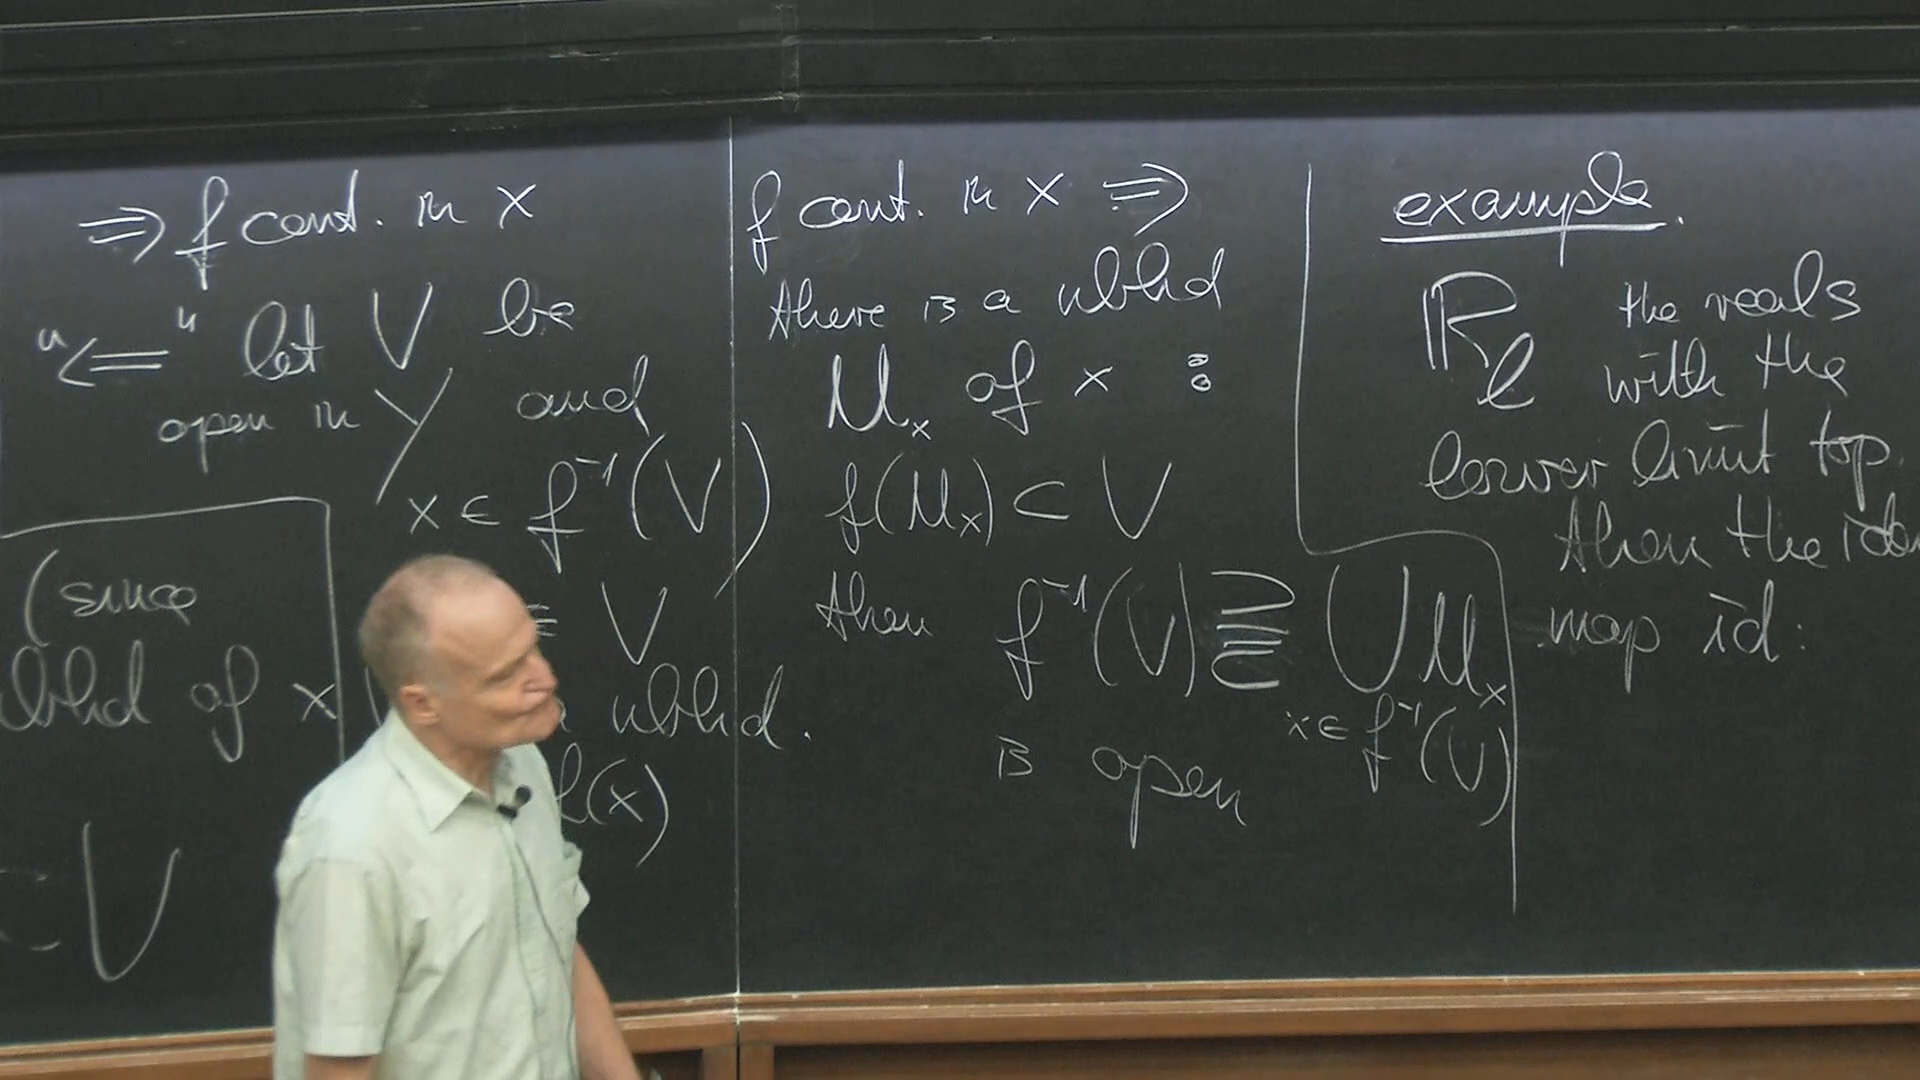 ⇒ f cont. in x
"⇐" let V be
open in Y and
x ∈ f⁻¹(V)
V
nbhd.
f(x)
(since
nbhd of x
V
f cont. in x ⇒
there is a nbhd
Uₓ of x :
f(Uₓ) ⊂ V
then f⁻¹(V) ⋃ Uₓ
x ∈ f⁻¹(V)
is open
example.
ℝ_ℓ the reals
with the
lower limit top.
then the
map id: